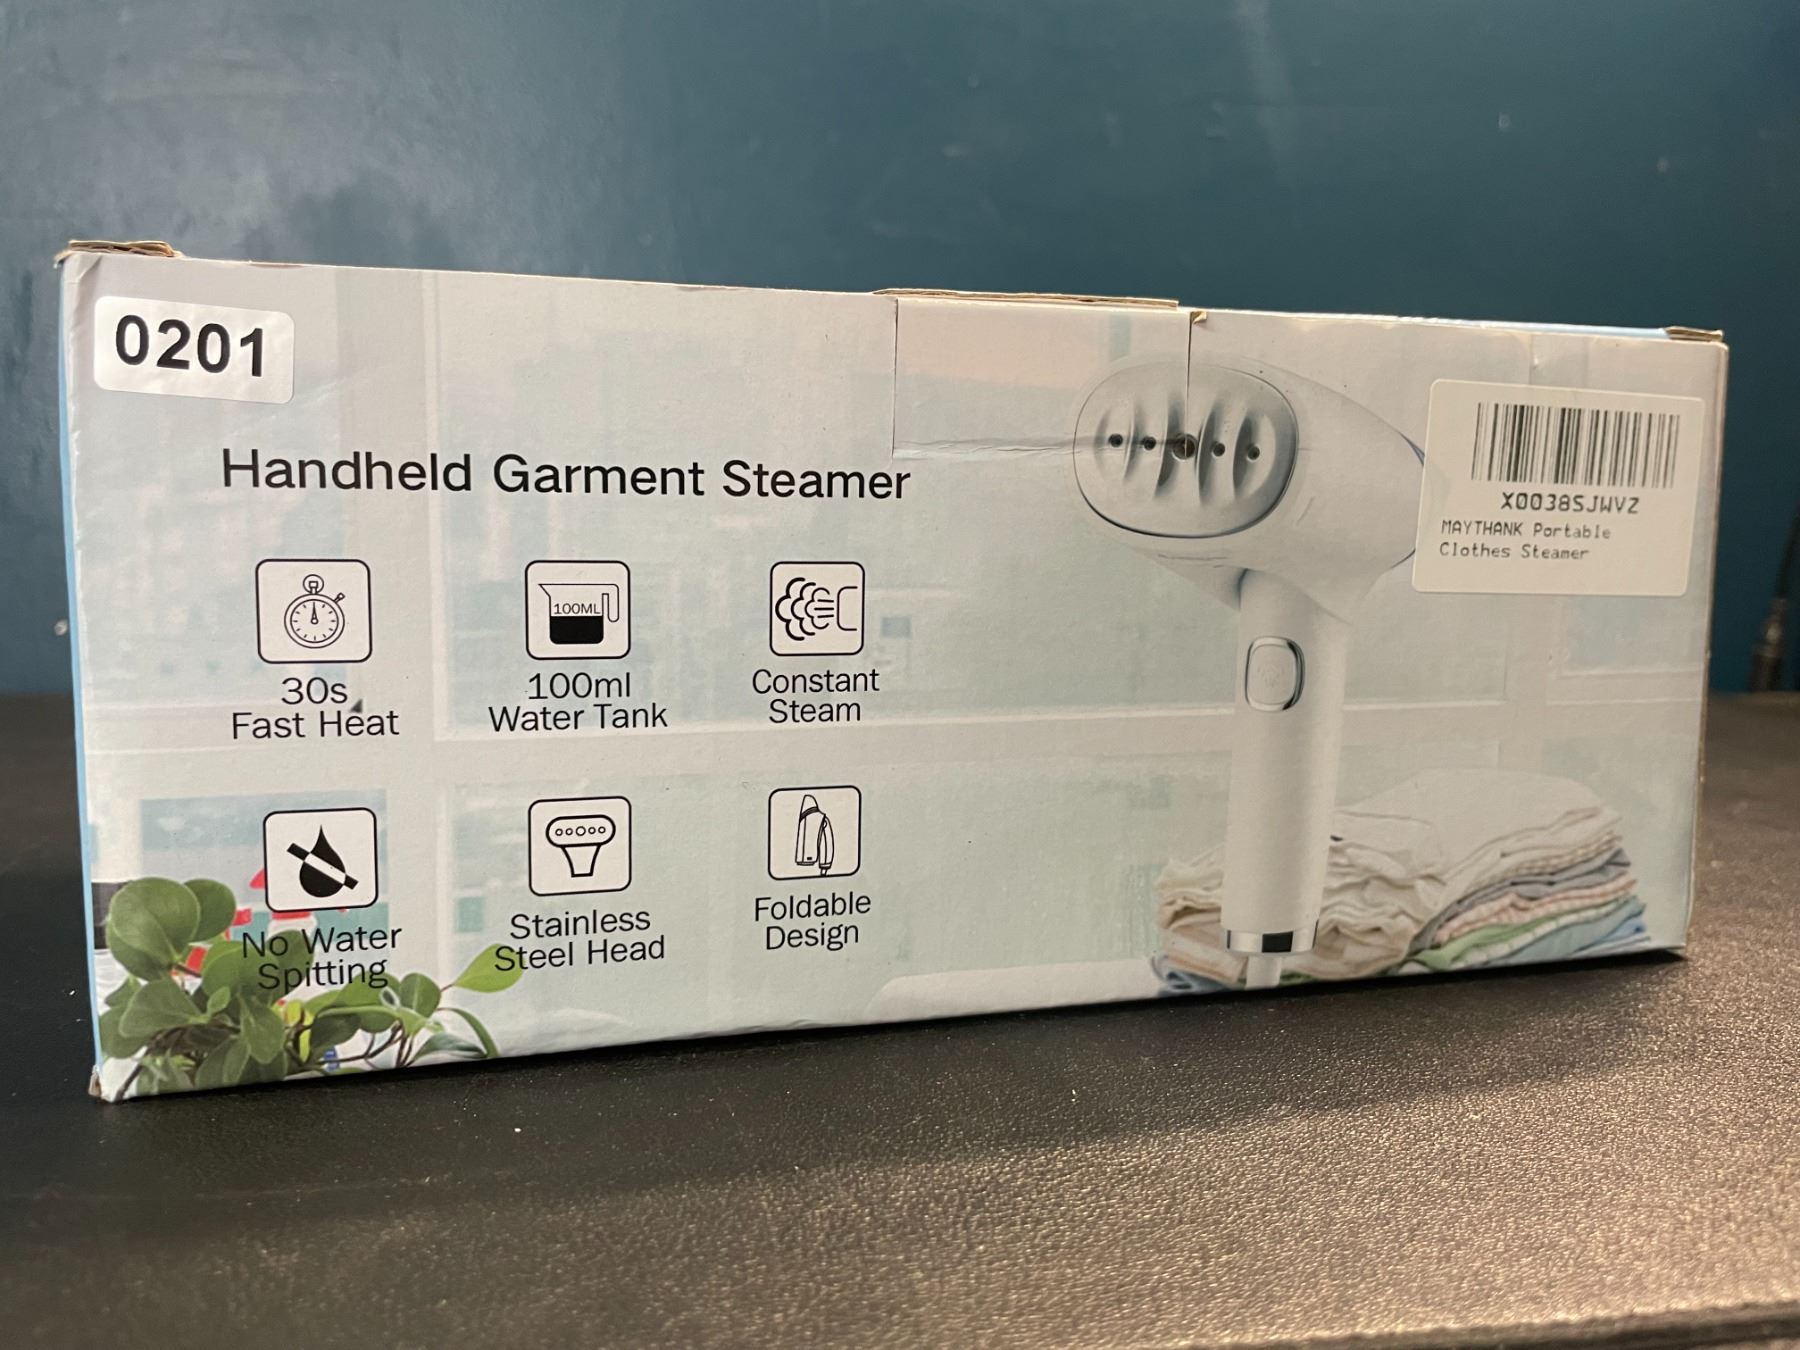 0201
Handheld Garment Steamer
X0038SJWVZ
MAYTHANK Portable
Clothes Steamer
30s
Fast Heat
100ML
100ml
Water Tank
Constant
Steam
No Water
Spitting
Stainless
Steel Head
Foldable
Design